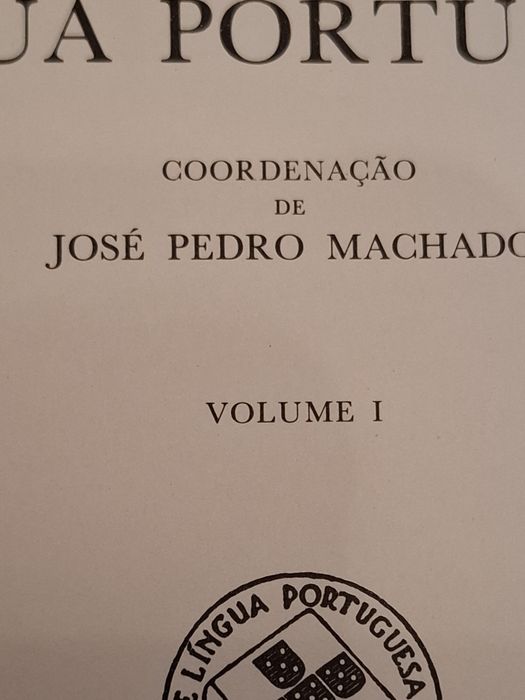 UA PORTU
COORDENAÇÃO
DE
JOSÉ PEDRO MACHADO
VOLUME I
E LÍNGUA PORTUGUESA